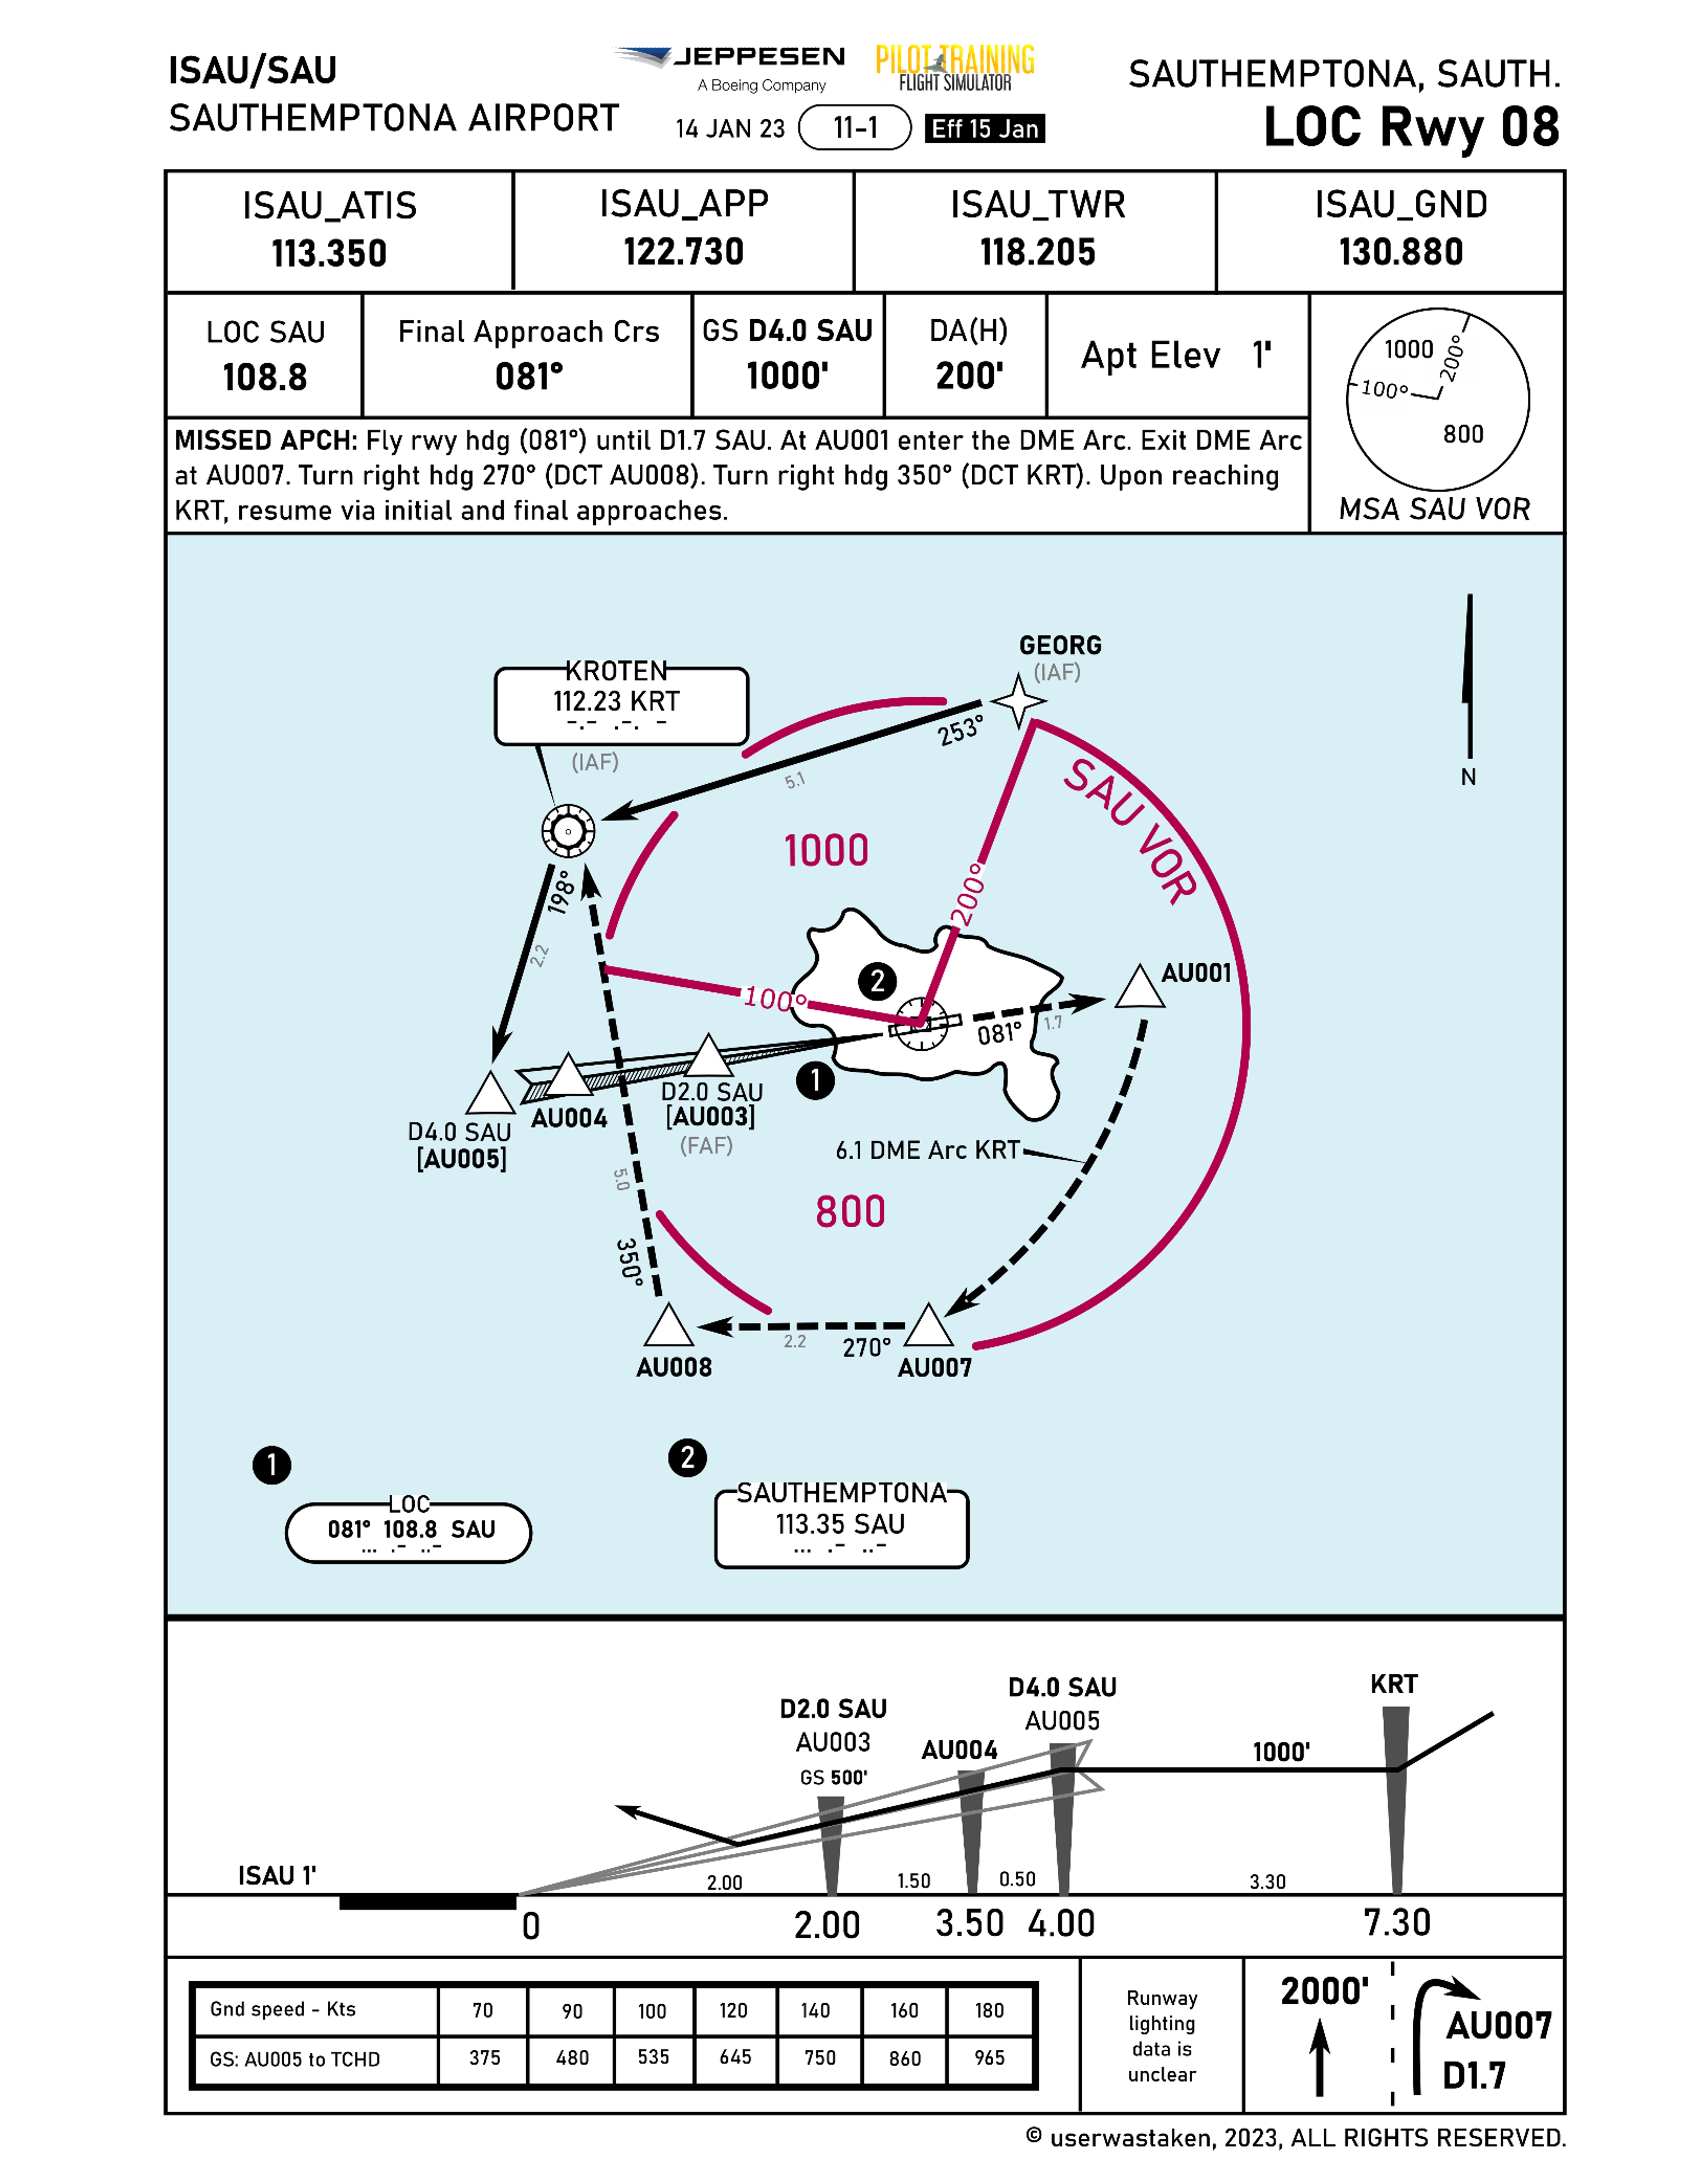 ISAU/SAU
SAUTHEMPTONA AIRPORT
JEPPESEN
A Boeing Company
PILOT TRAINING
FLIGHT SIMULATOR
14 JAN 23
11-1
Eff 15 Jan
SAUTHEMPTONA, SAUTH.
LOC Rwy 08
ISAU_ATIS
113.350
ISAU_APP
122.730
ISAU_TWR
118.205
ISAU_GND
130.880
LOC SAU
108.8
Final Approach Crs
081°
GS D4.0 SAU
1000'
DA(H)
200'
Apt Elev 1'
1000
200°
100°
800
MSA SAU VOR
MISSED APCH: Fly rwy hdg (081°) until D1.7 SAU. At AU001 enter the DME Arc. Exit DME Arc
at AU007. Turn right hdg 270° (DCT AU008). Turn right hdg 350° (DCT KRT). Upon reaching
KRT, resume via initial and final approaches.
GEORG
(IAF)
KROTEN
112.23 KRT
-.- .-. -
(IAF)
253°
5.1
SAU VOR
1000
198°
2.2
200°
100°
2
AU001
081°
1.7
1
D2.0 SAU
[AU003]
(FAF)
AU004
D4.0 SAU
[AU005]
6.1 DME Arc KRT
5.0
800
350°
2.2
270°
AU008
AU007
N
1
LOC
081° 108.8 SAU
... .- ..-
2
SAUTHEMPTONA
113.35 SAU
... .- ..-
KRT
D4.0 SAU
AU005
D2.0 SAU
AU003
AU004
1000'
GS 500'
ISAU 1'
2.00
1.50
0.50
3.30
0
2.00
3.50
4.00
7.30
Gnd speed - Kts 70 90 100 120 140 160 180
GS: AU005 to TCHD 375 480 535 645 750 860 965
Runway
lighting
data is
unclear
2000'
AU007
D1.7
© userwastaken, 2023, ALL RIGHTS RESERVED.